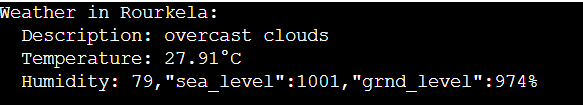 Weather in Rourkela:
Description: overcast clouds
Temperature: 27.91°C
Humidity: 79,"sea_level":1001,"grnd_level":974%